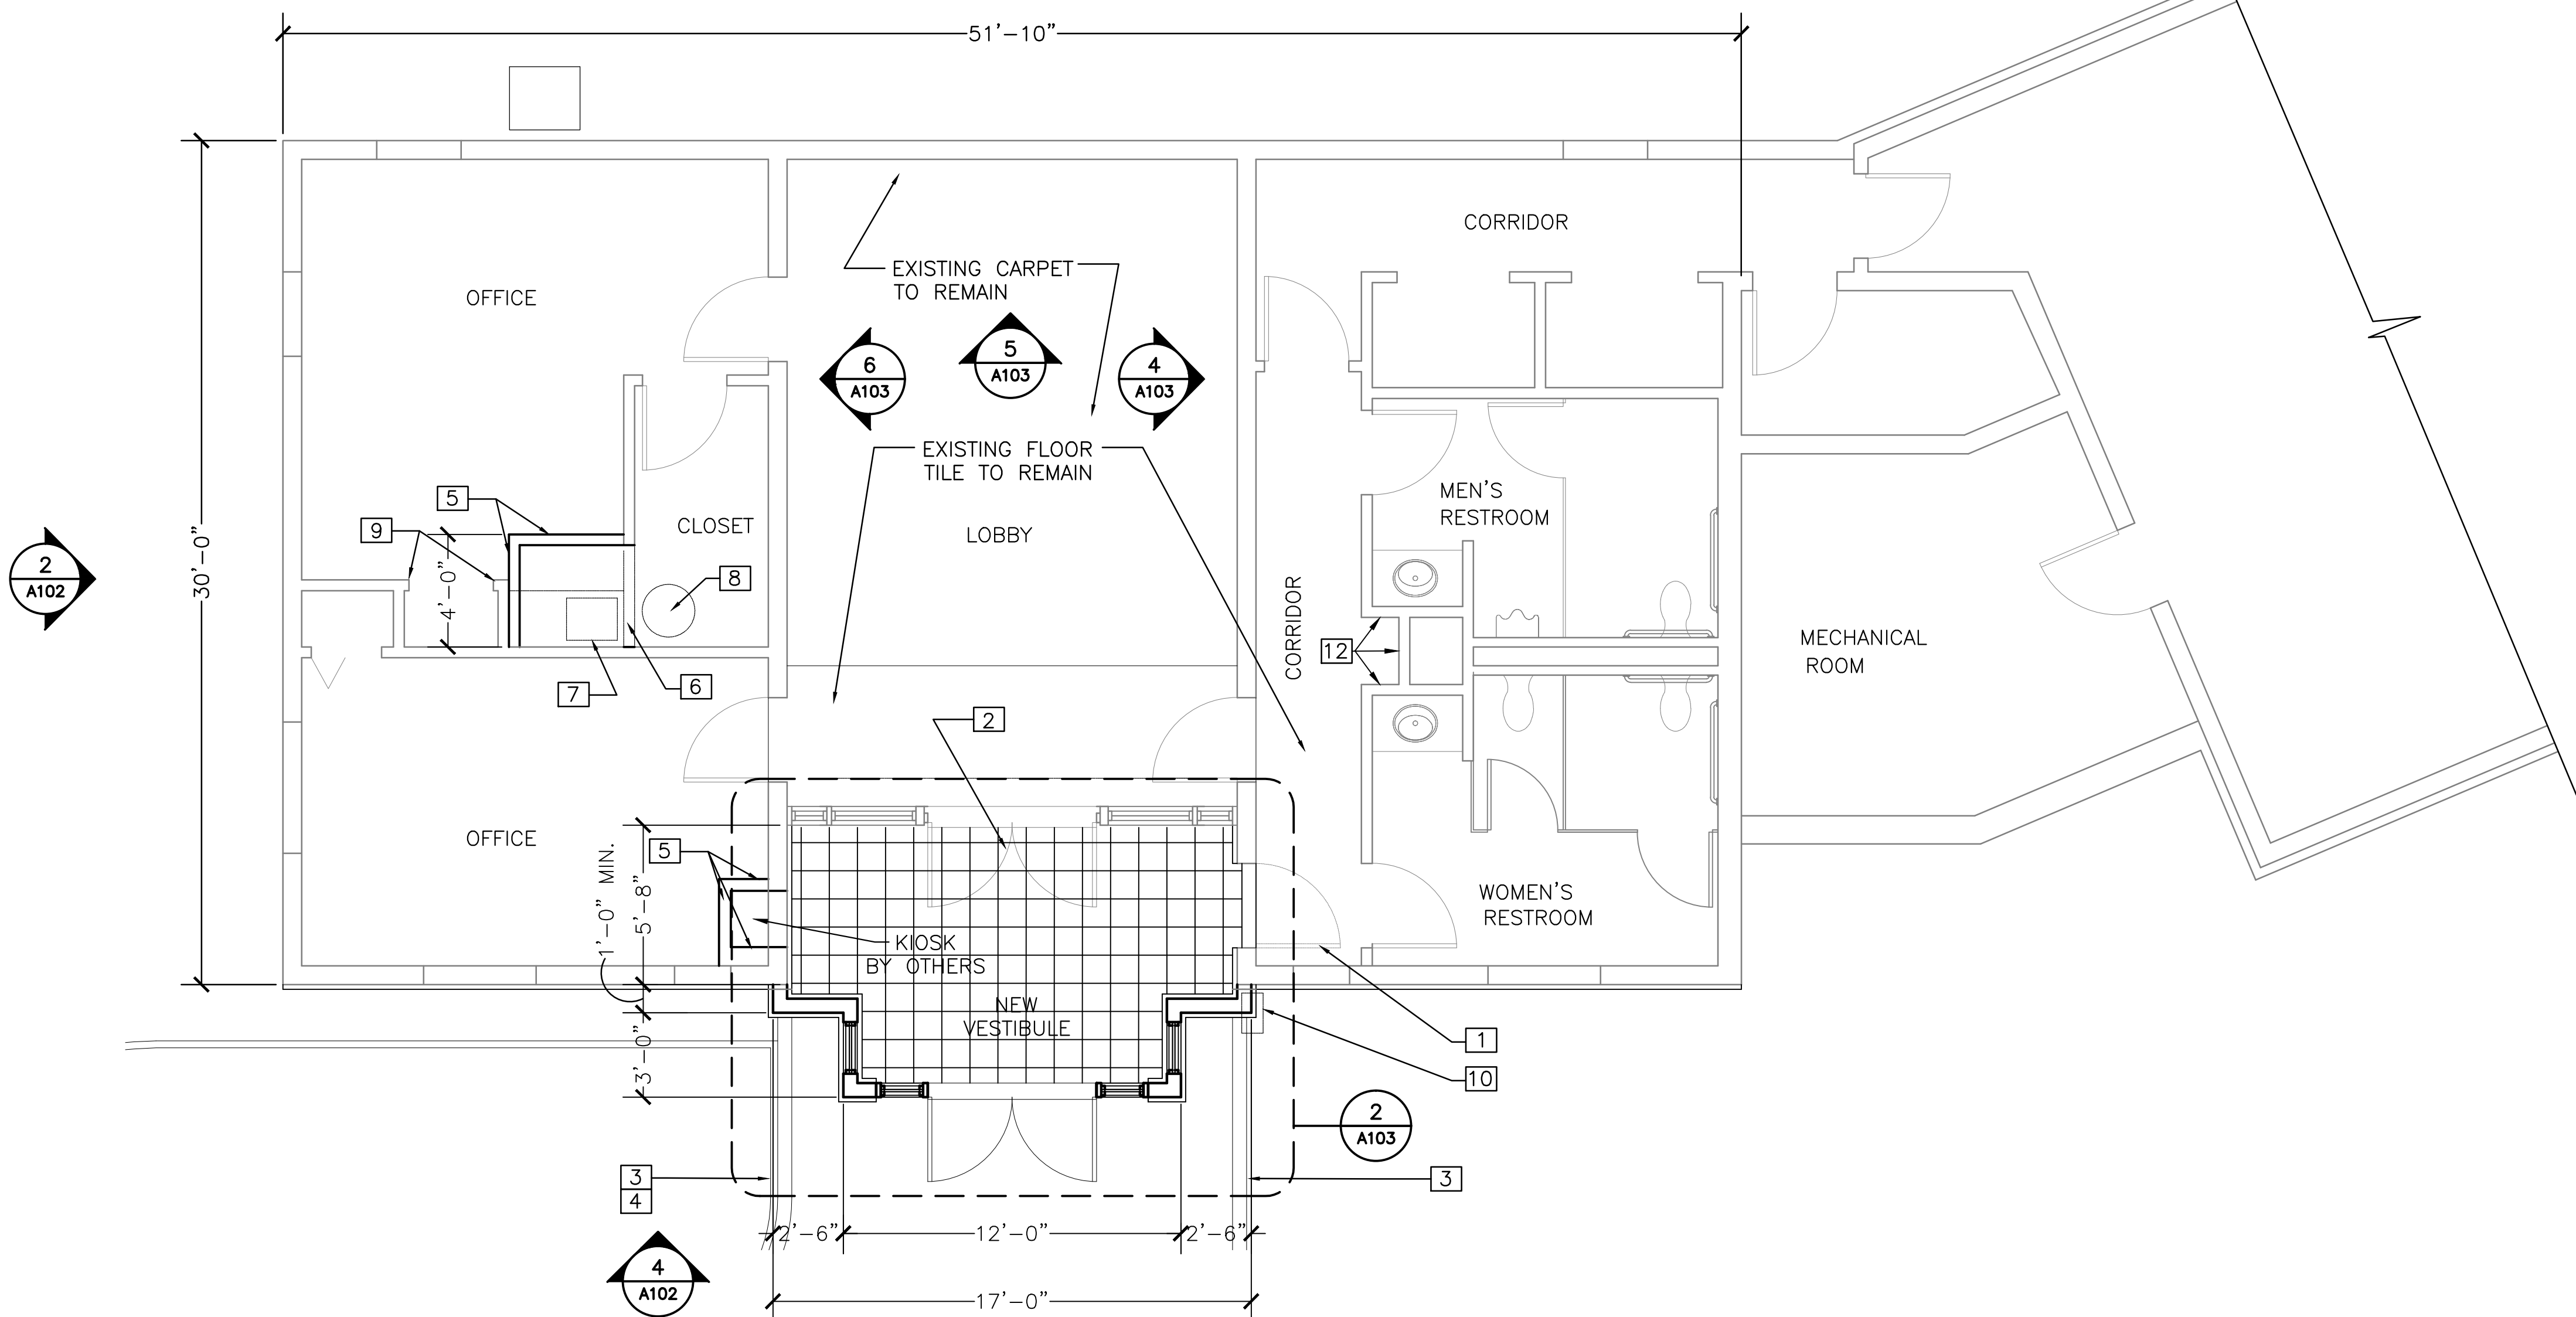 51'-10"
CORRIDOR
EXISTING CARPET
TO REMAIN
OFFICE
5
A103
6
A103
4
A103
EXISTING FLOOR
TILE TO REMAIN
MEN'S
RESTROOM
5
9
CLOSET
LOBBY
30'-0"
2
A102
4'-0"
8
CORRIDOR
12
MECHANICAL
ROOM
7
6
2
OFFICE
5
1'-0" MIN.
5'-8"
3'-0"
KIOSK
BY OTHERS
WOMEN'S
RESTROOM
NEW
VESTIBULE
1
10
2
A103
3
4
3
2'-6"
12'-0"
2'-6"
4
A102
17'-0"